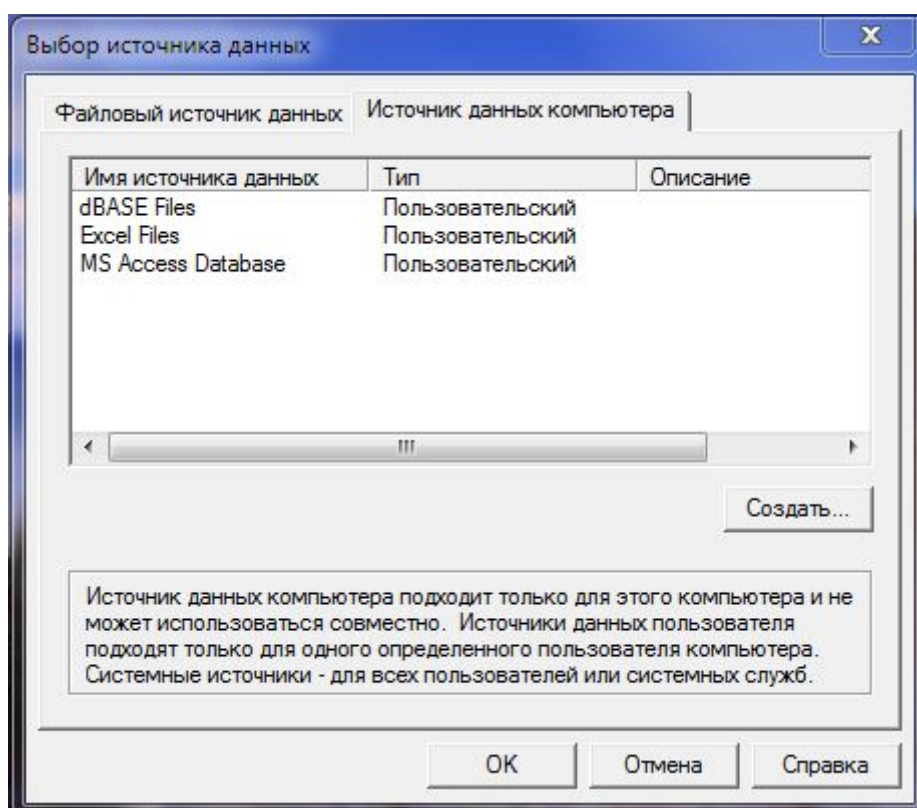 Выбор источника данных
Файловый источник данных Источник данных компьютера
Имя источника данных Тип Описание
dBASE Files Пользовательский
Excel Files Пользовательский
MS Access Database Пользовательский
Создать...
Источник данных компьютера подходит только для этого компьютера и не
может использоваться совместно. Источники данных пользователя
подходят только для одного определенного пользователя компьютера.
Системные источники - для всех пользователей или системных служб.
OK Отмена Справка